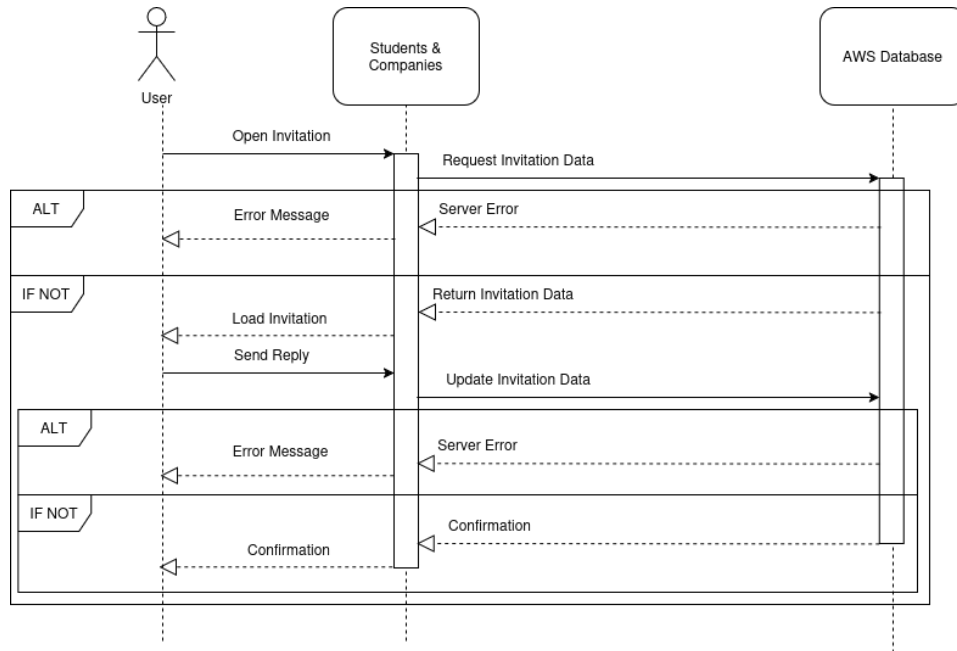 Students &
Companies
AWS Database
User
Open Invitation
Request Invitation Data
ALT
Error Message
Server Error
IF NOT
Return Invitation Data
Load Invitation
Send Reply
Update Invitation Data
ALT
Error Message
Server Error
IF NOT
Confirmation
Confirmation